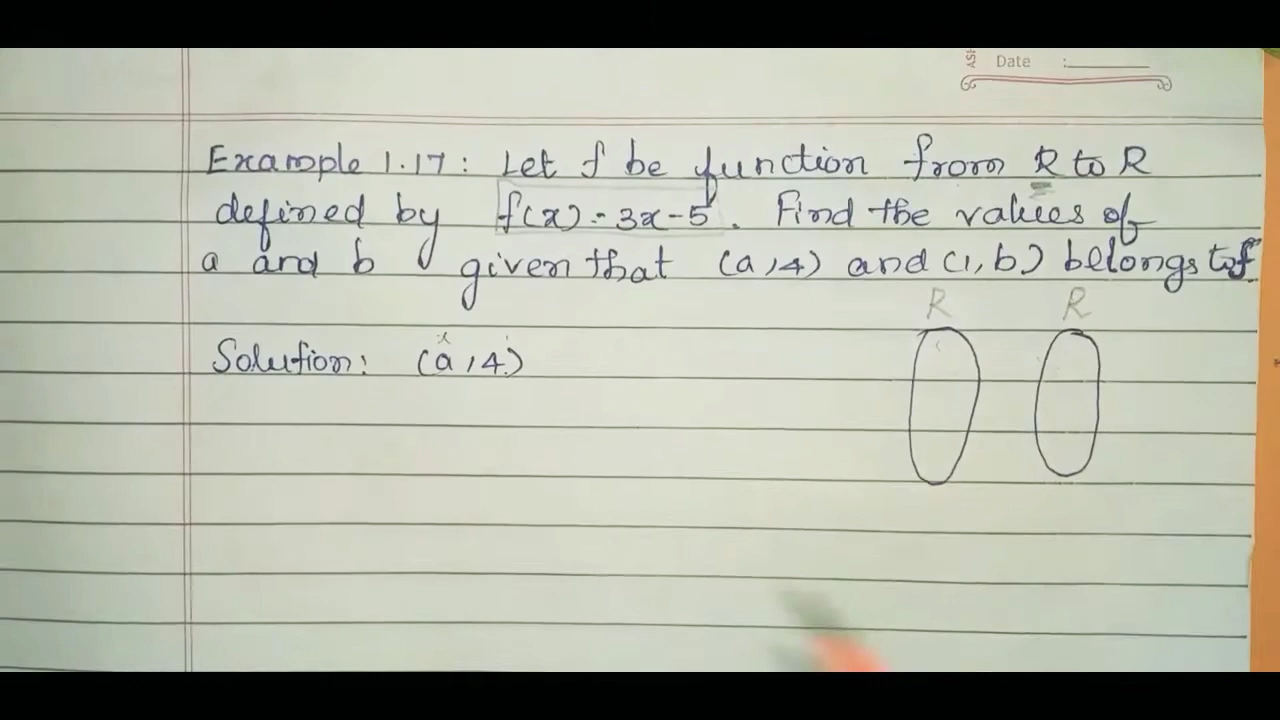 Date :
Example 1.17: Let f be function from R to R
defined by f(x) = 3x-5. Find the values of
a and b given that (a,4) and (1,b) belongs to f.
R R
x
Solution: (a,4)